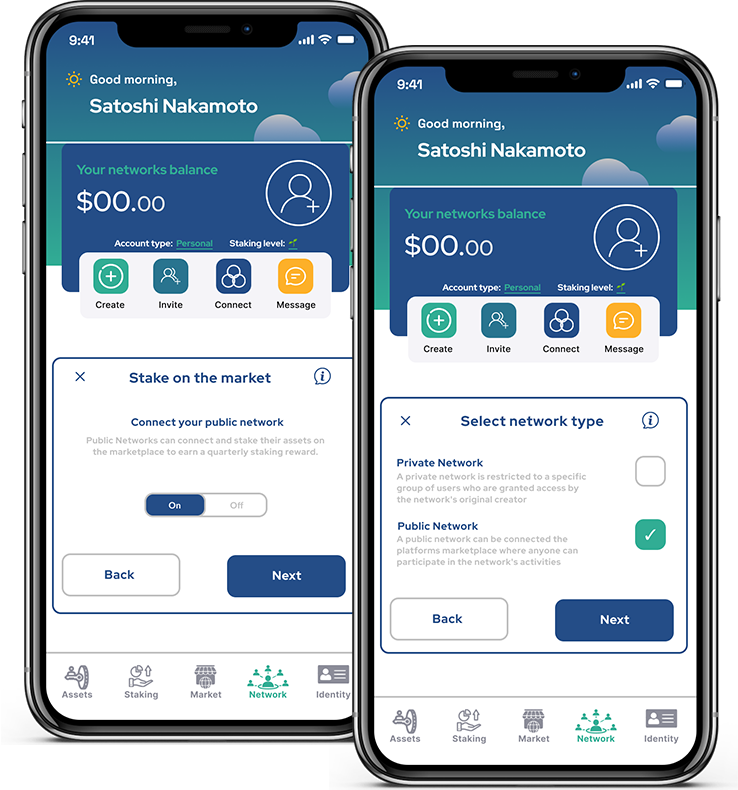 9:41
Good morning,
Satoshi Nakamoto
Your networks balance
$00.00
Account type: Personal Staking level:
Create Invite Connect Message
Stake on the market
Connect your public network
Public Networks can connect and stake their assets on
the marketplace to earn a quarterly staking reward.
On Off
Back Next
Assets Staking Market Network Identity
9:41
Good morning,
Satoshi Nakamoto
Your networks balance
$00.00
Account type: Personal Staking level:
Create Invite Connect Message
Select network type
Private Network
A private network is restricted to a specific
group of users who are granted access by
the network's original creator
Public Network
A public network can be connected the
platforms marketplace where anyone can
participate in the network's activities
Back Next
Assets Staking Market Network Identity